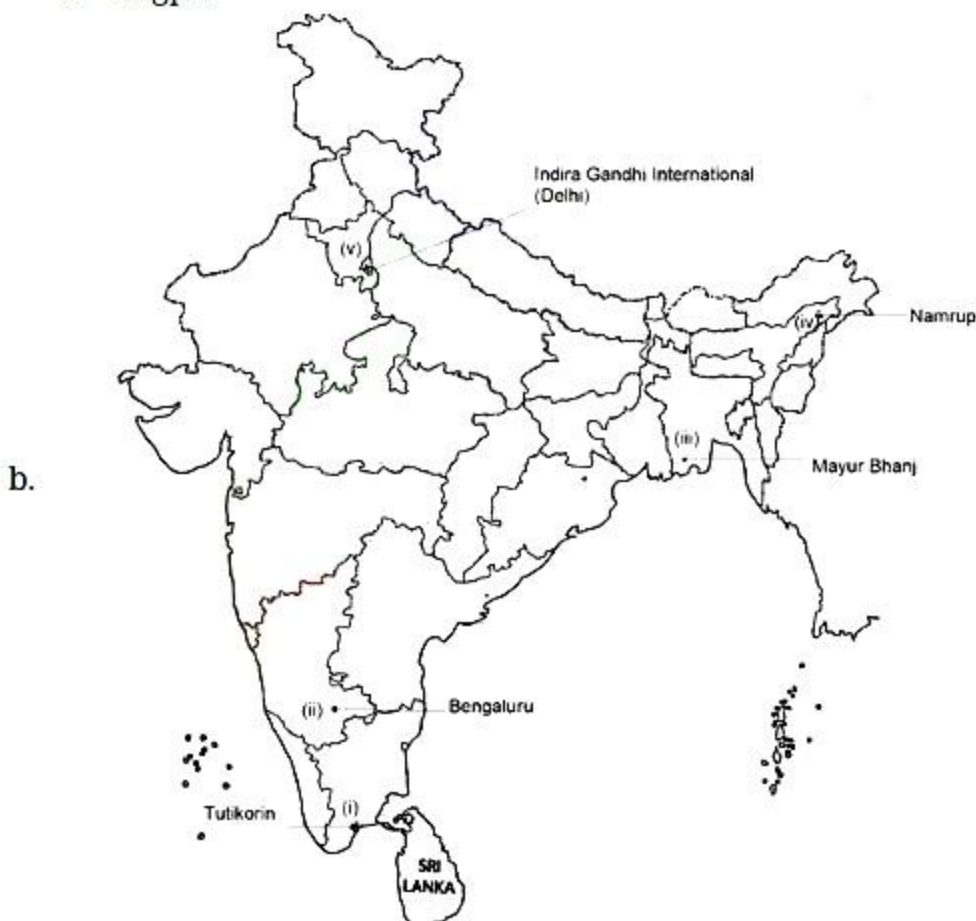 Indira Gandhi International
(Delhi)
(v)
(iv)
Namrup
(iii)
Mayur Bhanj
b.
(ii)
Bengaluru
Tutikorin
(i)
SRI
LANKA